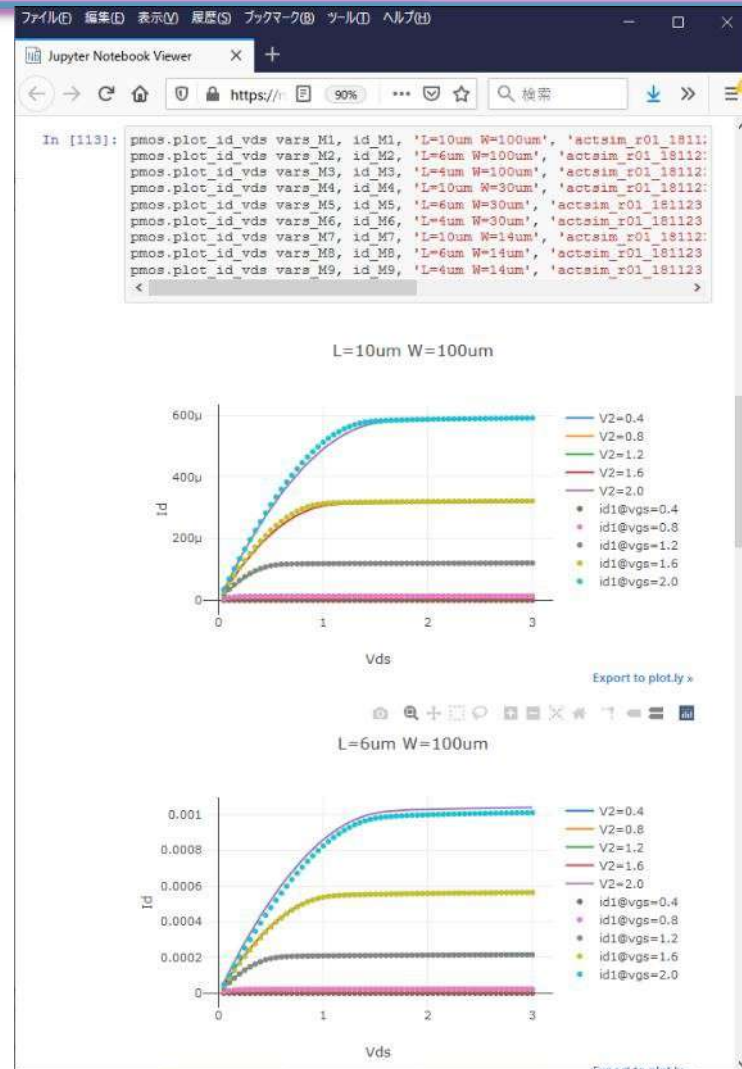 ファイル(F) 編集(E) 表示(V) 履歴(S) ブックマーク(B) ツール(T) ヘルプ(H)
Jupyter Notebook Viewer
https://
90%
検索
In [113]:
pmos.plot_id_vds vars_M1, id_M1, 'L=10um W=100um', 'actsim_r01_1811
pmos.plot_id_vds vars_M2, id_M2, 'L=6um W=100um', 'actsim_r01_18112
pmos.plot_id_vds vars_M3, id_M3, 'L=4um W=100um', 'actsim_r01_18112
pmos.plot_id_vds vars_M4, id_M4, 'L=10um W=30um', 'actsim_r01_18112
pmos.plot_id_vds vars_M5, id_M5, 'L=6um W=30um', 'actsim_r01_181123
pmos.plot_id_vds vars_M6, id_M6, 'L=4um W=30um', 'actsim_r01_181123
pmos.plot_id_vds vars_M7, id_M7, 'L=10um W=14um', 'actsim_r01_18112
pmos.plot_id_vds vars_M8, id_M8, 'L=6um W=14um', 'actsim_r01_181123
pmos.plot_id_vds vars_M9, id_M9, 'L=4um W=14um', 'actsim_r01_181123
L=10um W=100um
600μ
400μ
200μ
0
Id
0 1 2 3
Vds
V2=0.4
V2=0.8
V2=1.2
V2=1.6
V2=2.0
id1@vgs=0.4
id1@vgs=0.8
id1@vgs=1.2
id1@vgs=1.6
id1@vgs=2.0
Export to plot.ly »
L=6um W=100um
0.001
0.0008
0.0006
0.0004
0.0002
0
Id
0 1 2 3
Vds
V2=0.4
V2=0.8
V2=1.2
V2=1.6
V2=2.0
id1@vgs=0.4
id1@vgs=0.8
id1@vgs=1.2
id1@vgs=1.6
id1@vgs=2.0